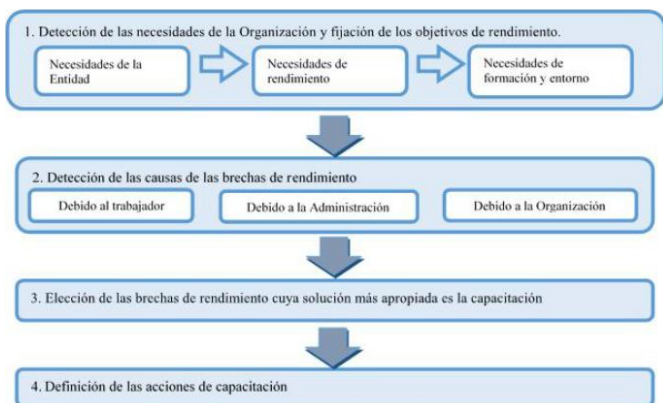 1. Detección de las necesidades de la Organización y fijación de los objetivos de rendimiento.
Necesidades de la
Entidad
Necesidades de
rendimiento
Necesidades de
formación y entorno
2. Detección de las causas de las brechas de rendimiento
Debido al trabajador
Debido a la Administración
Debido a la Organización
3. Elección de las brechas de rendimiento cuya solución más apropiada es la capacitación
4. Definición de las acciones de capacitación